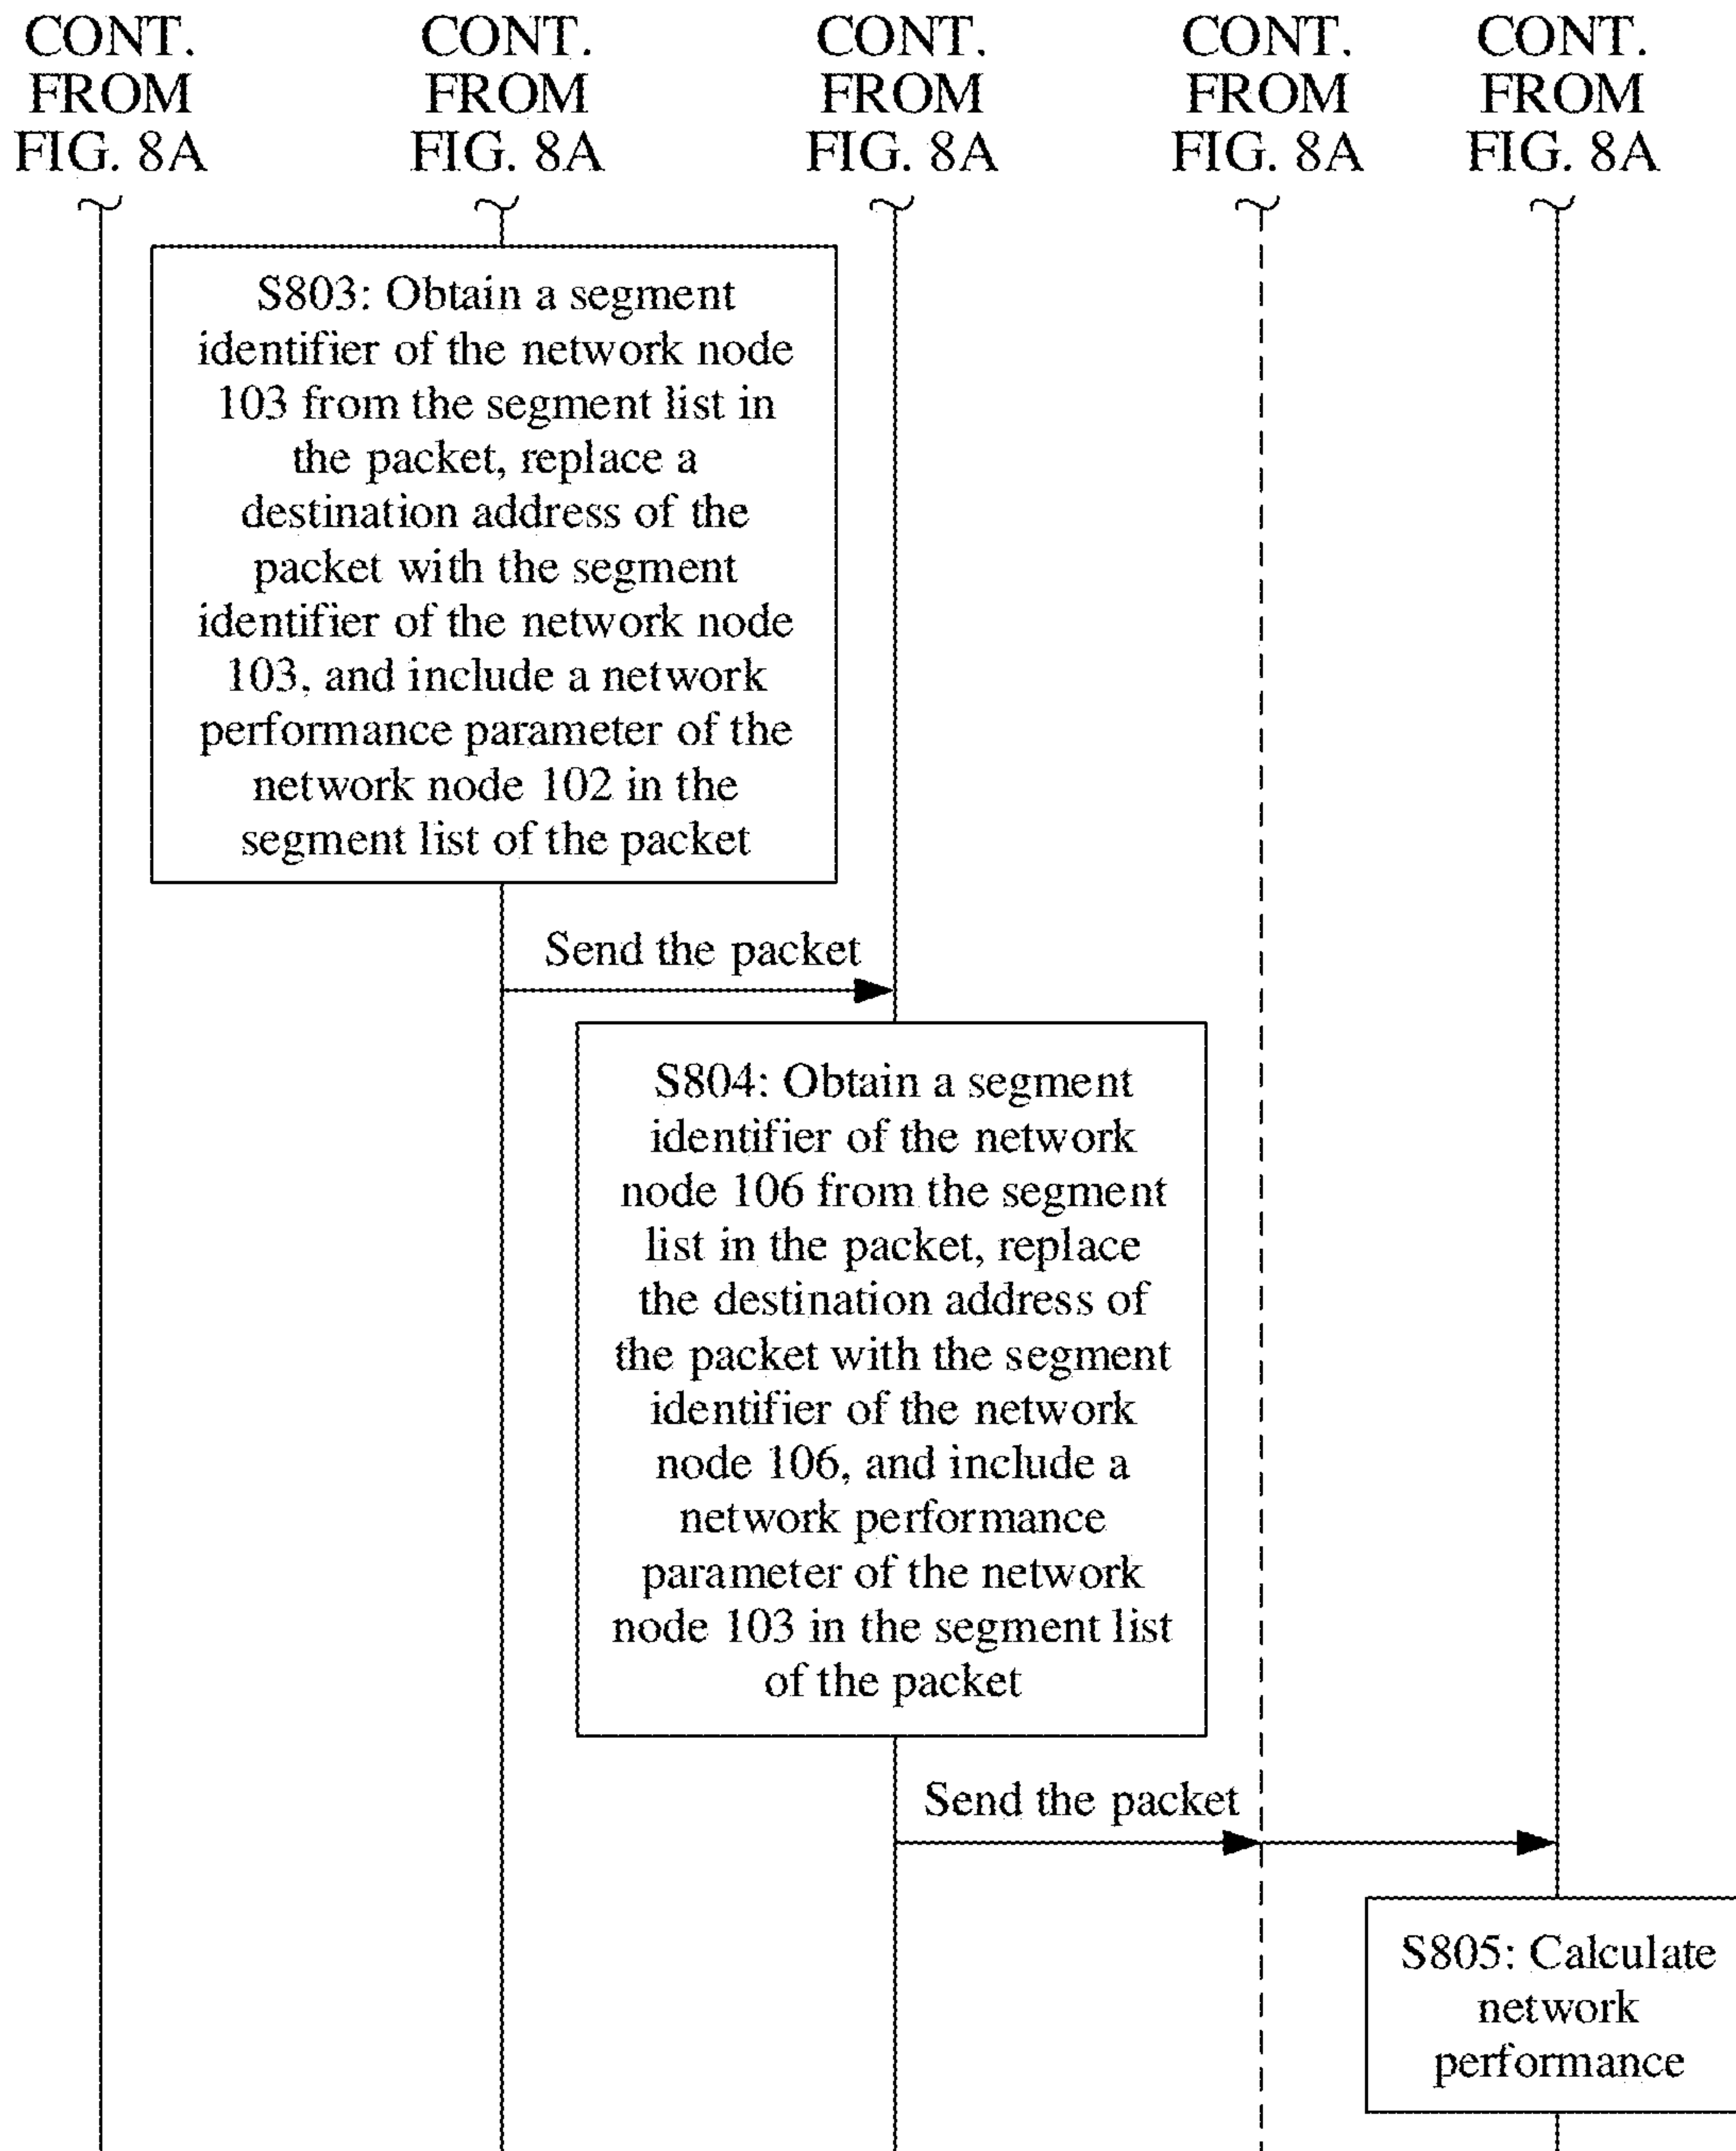 CONT.
FROM
FIG. 8A
CONT.
FROM
FIG. 8A
CONT.
FROM
FIG. 8A
CONT.
FROM
FIG. 8A
CONT.
FROM
FIG. 8A
S803: Obtain a segment
identifier of the network node
103 from the segment list in
the packet, replace a
destination address of the
packet with the segment
identifier of the network node
103, and include a network
performance parameter of the
network node 102 in the
segment list of the packet
Send the packet
S804: Obtain a segment
identifier of the network
node 106 from the segment
list in the packet, replace
the destination address of
the packet with the segment
identifier of the network
node 106, and include a
network performance
parameter of the network
node 103 in the segment list
of the packet
Send the packet
S805: Calculate
network
performance